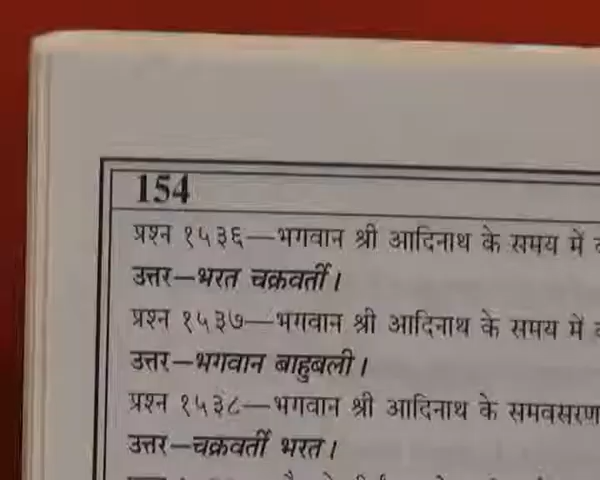 154
प्रश्न १५३६—भगवान श्री आदिनाथ के समय में
उत्तर—भरत चक्रवर्ती।
प्रश्न १५३७—भगवान श्री आदिनाथ के समय में
उत्तर—भगवान बाहुबली।
प्रश्न १५३८—भगवान श्री आदिनाथ के समवसरण
उत्तर—चक्रवर्ती भरत।